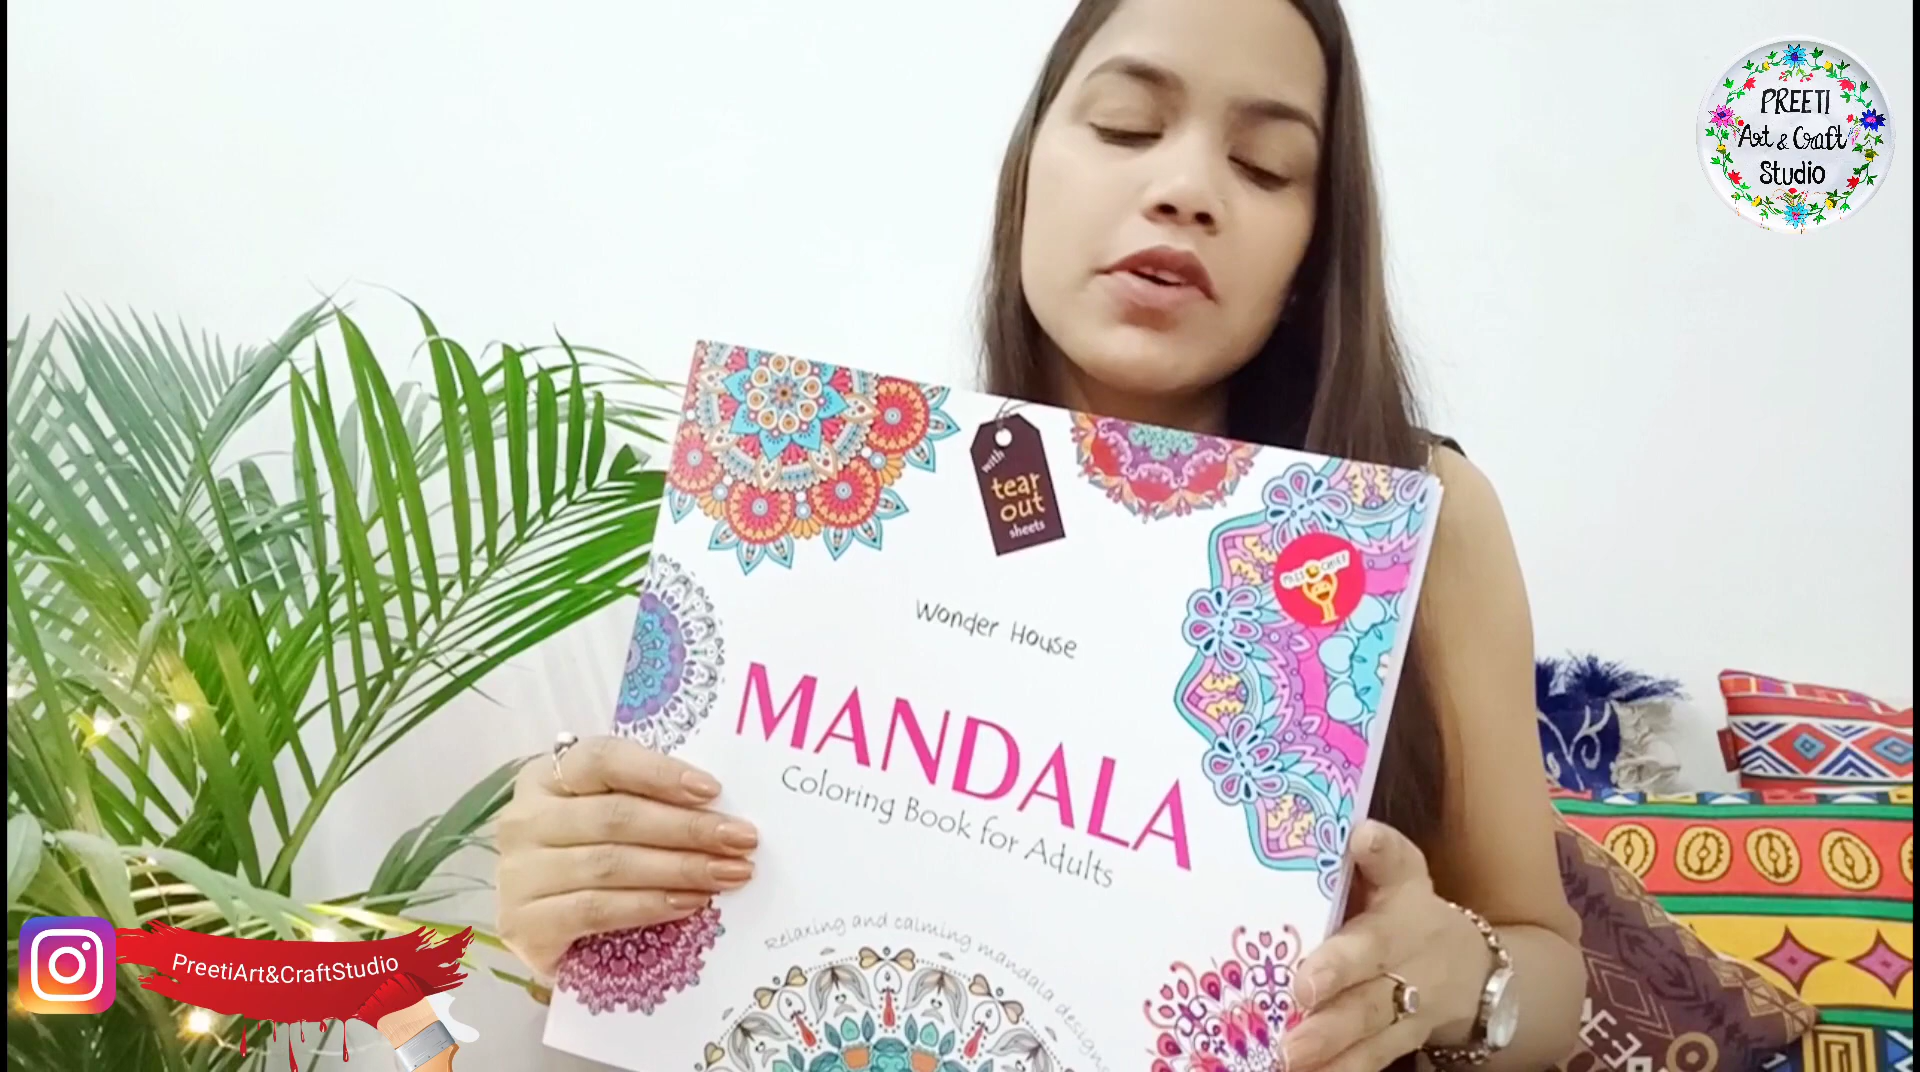 PREETI
Art & Craft
Studio
with
tear
out
sheets
Wonder House
MANDALA
Coloring Book for Adults
Relaxing and calming mandala designs
PreetiArt&CraftStudio